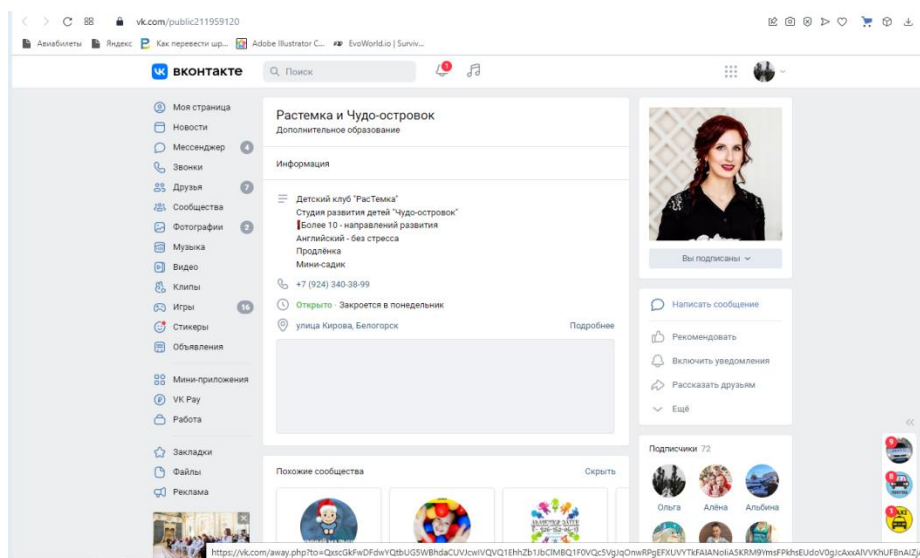 vk.com/public211959120
Авиабилеты
Яндекс
Как перевести шр...
Adobe Illustrator C...
EvoWorld.io | Surviv...
вконтакте
Поиск
1
Моя страница
Новости
Мессенджер 4
Звонки
Друзья 7
Сообщества
Фотографии 2
Музыка
Видео
Клипы
Игры 16
Стикеры
Объявления
Мини-приложения
VK Pay
Работа
Закладки
Файлы
Реклама
Растемка и Чудо-островок
Дополнительное образование
Информация
Детский клуб "РасТемка"
Студия развития детей "Чудо-островок"
Более 10 - направлений развития
Английский - без стресса
Продлёнка
Мини-садик
+7 (924) 340-38-99
Открыто · Закроется в понедельник
улица Кирова, Белогорск
Подробнее
Похожие сообщества
Скрыть
Вы подписаны
Написать сообщение
Рекомендовать
Включить уведомления
Рассказать друзьям
Ещё
Подписчики 72
Ольга
Алёна
Альбина
9
8
1